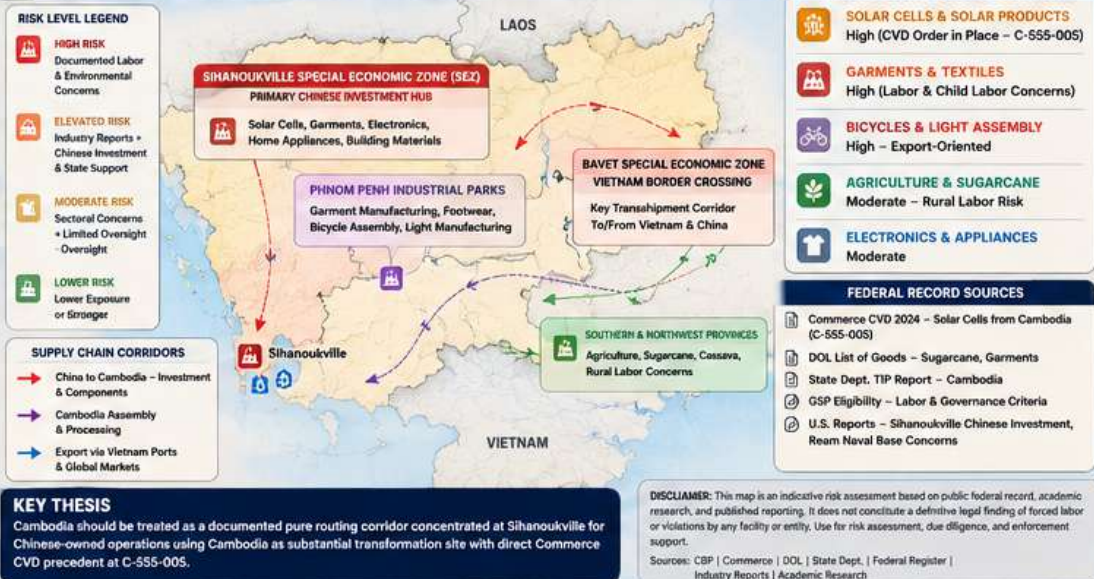 RISK LEVEL LEGEND
HIGH RISK
Documented Labor
& Environmental
Concerns
ELEVATED RISK
Industry Reports +
Chinese Investment
& State Support
MODERATE RISK
Sectoral Concerns
+ Limited Oversight
- Oversight
LOWER RISK
Lower Exposure
or Stronger
SUPPLY CHAIN CORRIDORS
China to Cambodia – Investment
& Components
Cambodia Assembly
& Processing
Export via Vietnam Ports
& Global Markets
LAOS
SIHANOUKVILLE SPECIAL ECONOMIC ZONE (SEZ)
PRIMARY CHINESE INVESTMENT HUB
Solar Cells, Garments, Electronics,
Home Appliances, Building Materials
PHNOM PENH INDUSTRIAL PARKS
Garment Manufacturing, Footwear,
Bicycle Assembly, Light Manufacturing
BAVET SPECIAL ECONOMIC ZONE
VIETNAM BORDER CROSSING
Key Transahipment Corridor
To/From Vietnam & China
Sihanoukville
SOUTHERN & NORTHWEST PROVINCES
Agriculture, Sugarcane, Cassava,
Rural Labor Concerns
VIETNAM
SOLAR CELLS & SOLAR PRODUCTS
High (CVD Order in Place – C-555-005)
GARMENTS & TEXTILES
High (Labor & Child Labor Concerns)
BICYCLES & LIGHT ASSEMBLY
High – Export-Oriented
AGRICULTURE & SUGARCANE
Moderate – Rural Labor Risk
ELECTRONICS & APPLIANCES
Moderate
FEDERAL RECORD SOURCES
Commerce CVD 2024 – Solar Cells from Cambodia
(C-555-005)
DOL List of Goods – Sugarcane, Garments
State Dept. TIP Report – Cambodia
GSP Eligibility – Labor & Governance Criteria
U.S. Reports – Sihanoukville Chinese Investment,
Ream Naval Base Concerns
KEY THESIS
Cambodia should be treated as a documented pure routing corridor concentrated at Sihanoukville for
Chinese-owned operations using Cambodia as substantial transformation site with direct Commerce
CVD precedent at C-555-005.
DISCLIAMER: This map is an indicative risk assessment based on public federal record, academic
research, and published reporting. It does not constitute a definitive legal finding of forced labor
or violations by any facility or entity. Use for risk assessment, due diligence, and enforcement
support.
Sources: CBP | Commerce | DOL | State Dept. | Federal Register |
Industry Reports | Academic Research